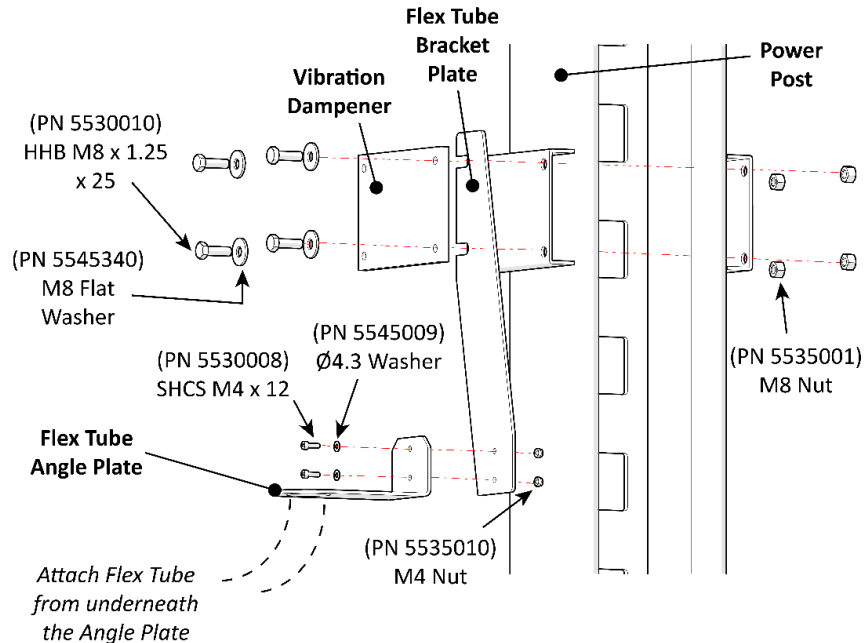 Flex Tube
Bracket
Plate
Power
Post
Vibration
Dampener
(PN 5530010)
HHB M8 x 1.25
x 25
(PN 5545340)
M8 Flat
Washer
(PN 5545009)
Ø4.3 Washer
(PN 5530008)
SHCS M4 x 12
(PN 5535001)
M8 Nut
Flex Tube
Angle Plate
(PN 5535010)
M4 Nut
Attach Flex Tube
from underneath
the Angle Plate